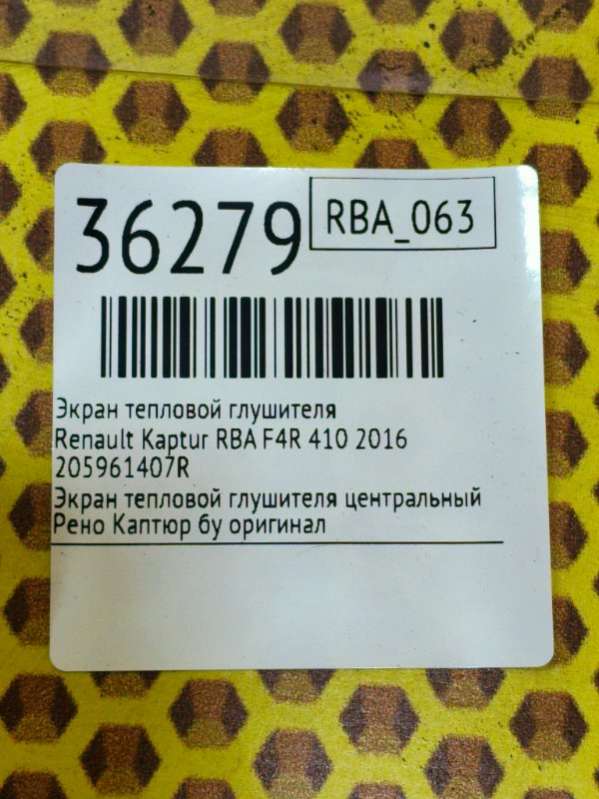 36279
RBA_063
Экран тепловой глушителя
Renault Kaptur RBA F4R 410 2016
205961407R
Экран тепловой глушителя центральный
Рено Каптюр бу оригинал